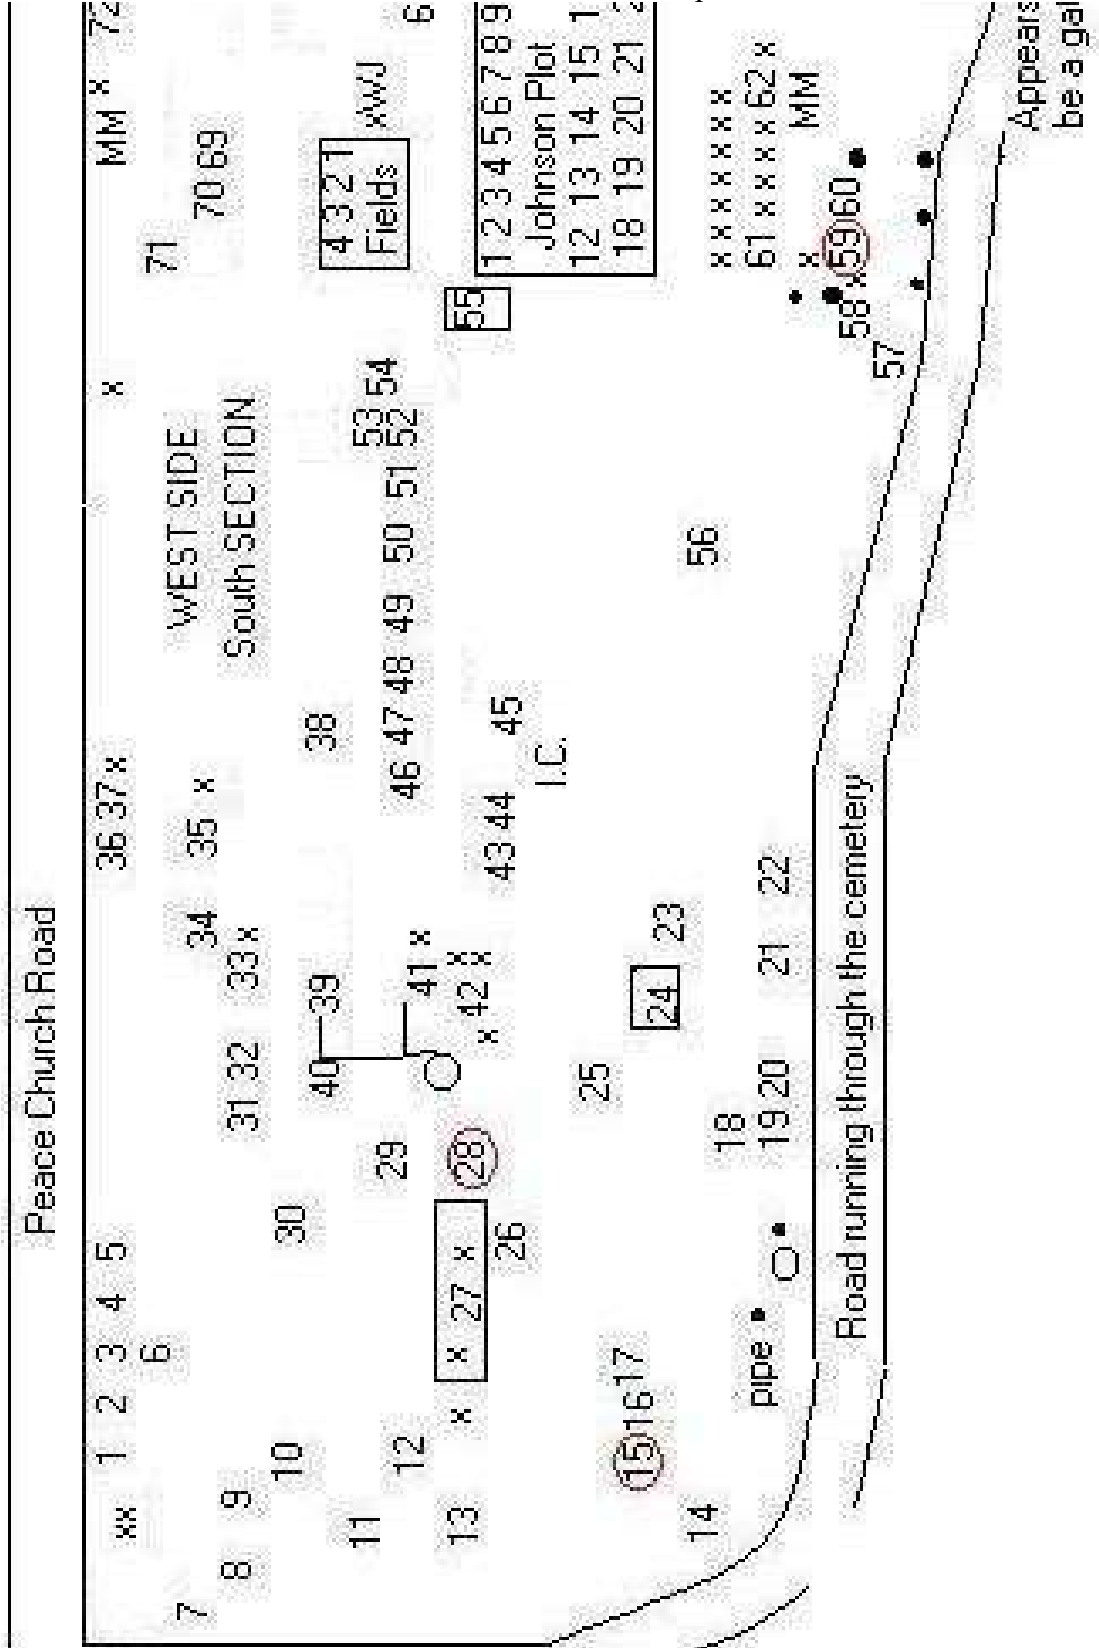 Peace Church Road
xx 1 2 3 4 5 36 37 x x MM x 72
7 6 71
8 9 31 32 33 x 34 35 x 70 69
WEST SIDE
South SECTION
10 30 40 39 38
4 3 2 1
Fields
xWWJ
11 12 29 41 x 46 47 48 49 50 51 52
53 54
13 x x 27 x 28 42 x x x 55
26 43 44 45
I.C.
1 2 3 4 5 6 7 8 9
Johnson Plot
12 13 14 15 1
18 19 20 21
25
15 16 17 24 23
14 18 56
x x x x x x x
61 x x x x 62 x
x MM
pipe 19 20 21 22
58 x 59 60
57
Road running through the cemetery
Appears
be a gat